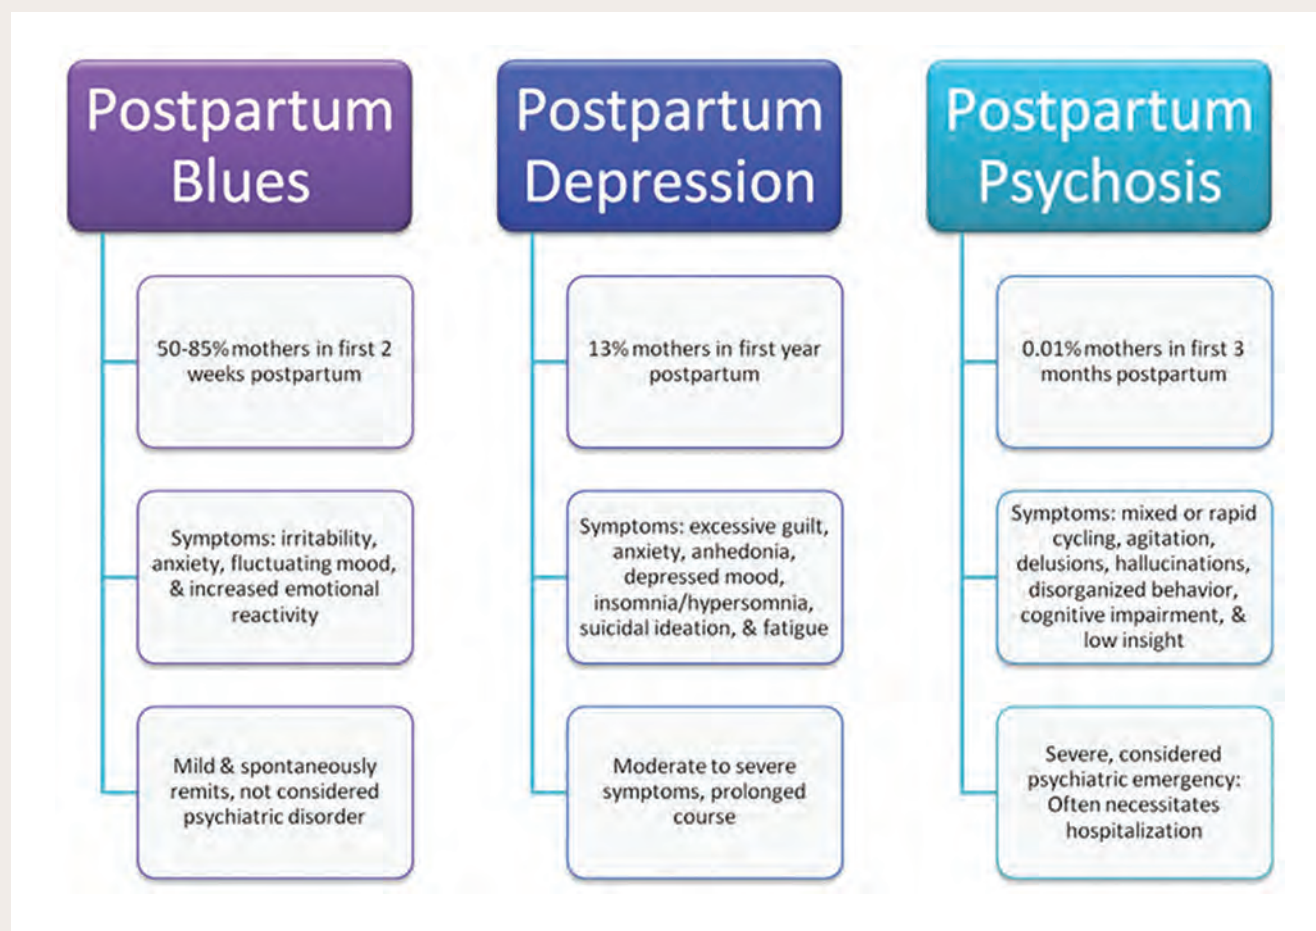 Postpartum
Blues
50-85% mothers in first 2
weeks postpartum
Symptoms: irritability,
anxiety, fluctuating mood,
& increased emotional
reactivity
Mild & spontaneously
remits, not considered
psychiatric disorder
Postpartum
Depression
13% mothers in first year
postpartum
Symptoms: excessive guilt,
anxiety, anhedonia,
depressed mood,
insomnia/hypersomnia,
suicidal ideation, & fatigue
Moderate to severe
symptoms, prolonged
course
Postpartum
Psychosis
0.01% mothers in first 3
months postpartum
Symptoms: mixed or rapid
cycling, agitation,
delusions, hallucinations,
disorganized behavior,
cognitive impairment, &
low insight
Severe, considered
psychiatric emergency:
Often necessitates
hospitalization